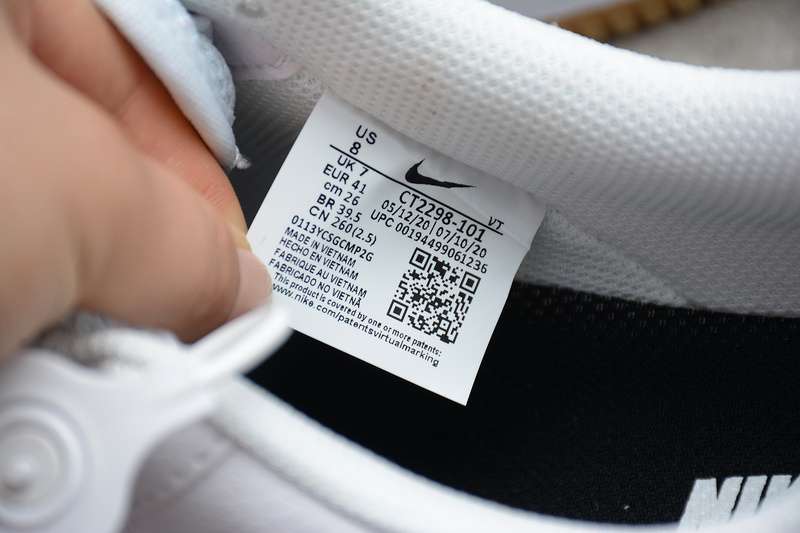 US
8
UK 7
EUR 41
cm 26
BR 39.5
CN 260(2.5)
0113YCSGCMP2G
MADE IN VIETNAM
HECHO EN VIETNAM
FABRIQUE AU VIETNAM
FABRICADO NO VIETNÃ
This product is covered by one or more patents:
www.nike.com/patentsvirtualmarking
CT2298-101 VT
05/12/20|07/10/20
UPC 00194499061236